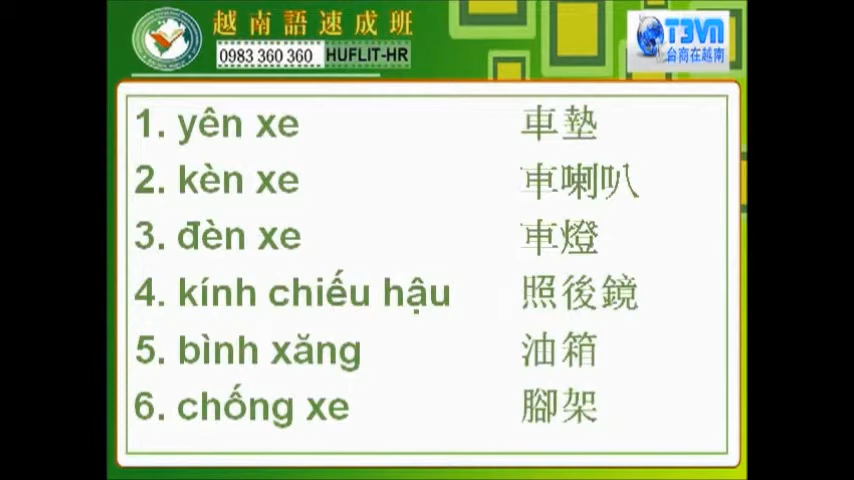 越南語速成班
0983 360 360 HUFLIT-HR
T3VN
台商在越南
1. yên xe 車墊
2. kèn xe 車喇叭
3. đèn xe 車燈
4. kính chiếu hậu 照後鏡
5. bình xăng 油箱
6. chống xe 腳架